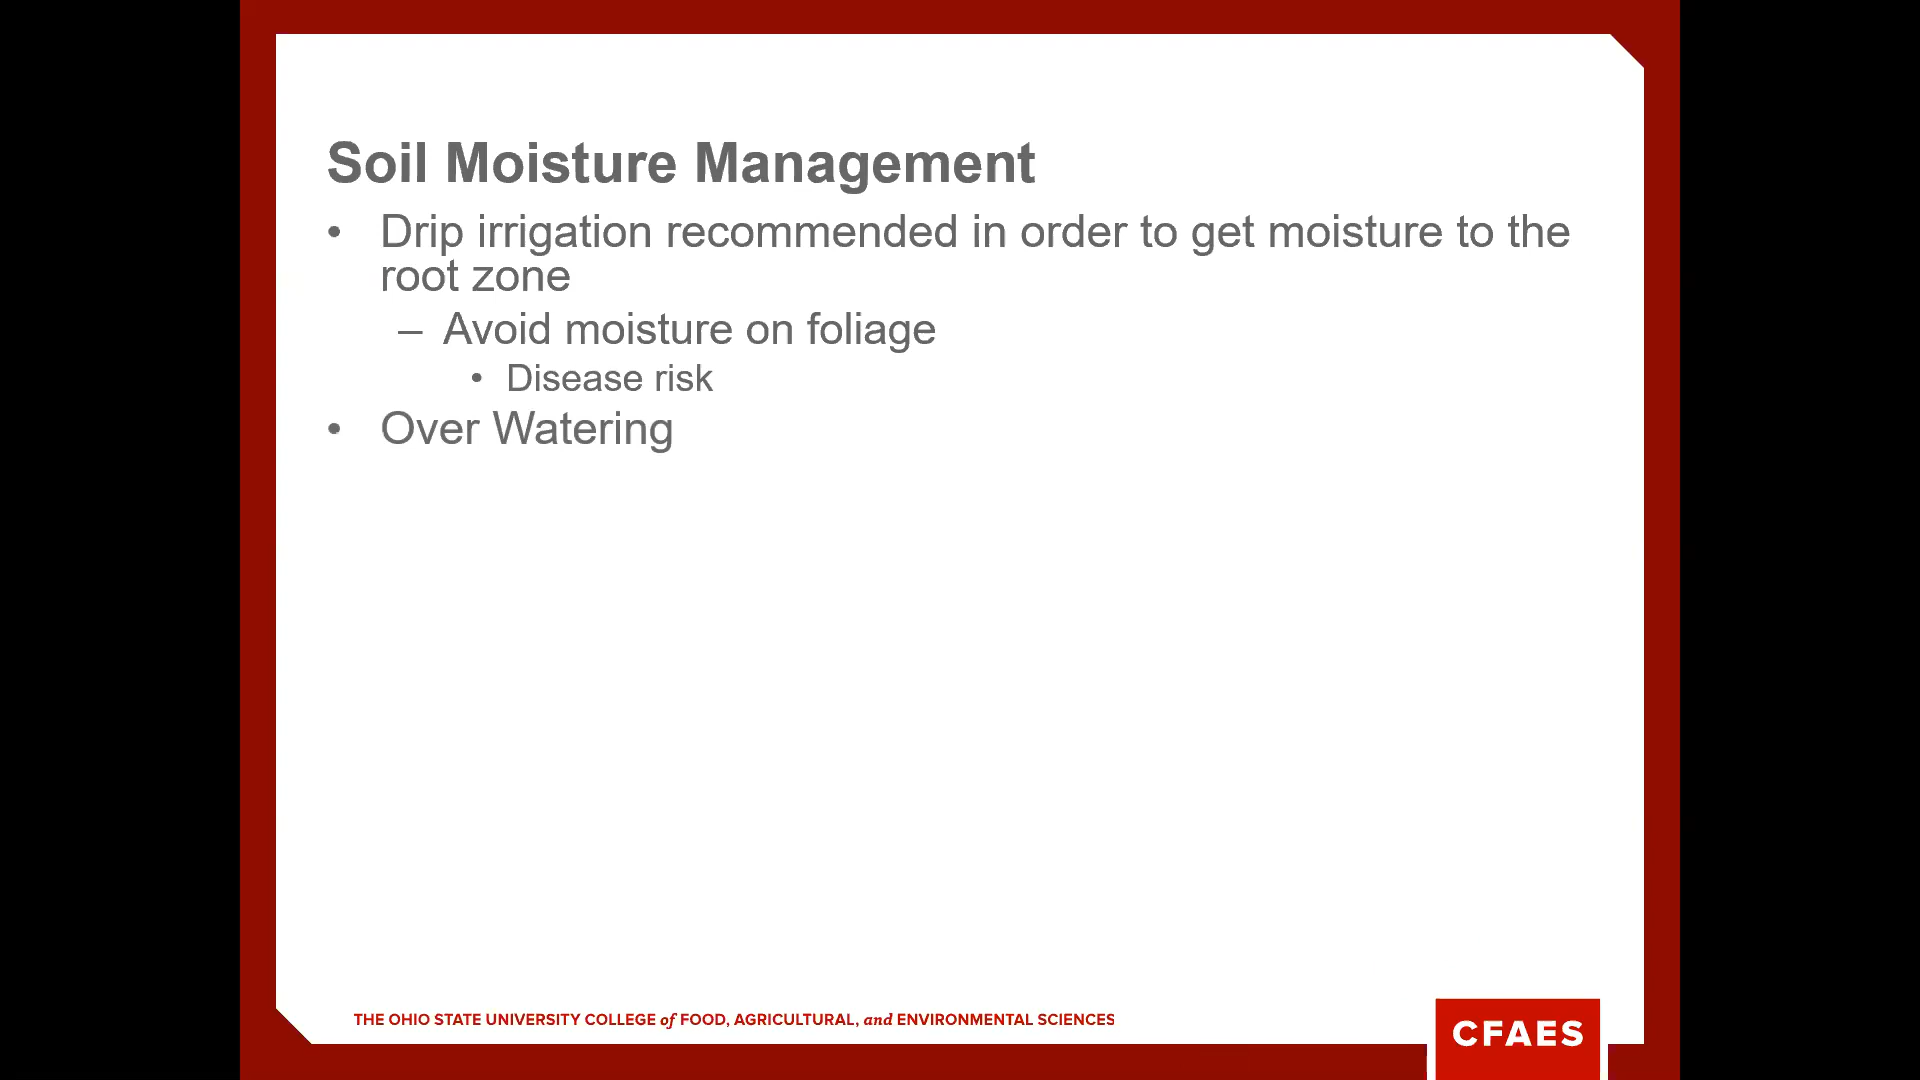 Soil Moisture Management
• Drip irrigation recommended in order to get moisture to the
root zone
– Avoid moisture on foliage
• Disease risk
• Over Watering
THE OHIO STATE UNIVERSITY COLLEGE of FOOD, AGRICULTURAL, and ENVIRONMENTAL SCIENCES
CFAES